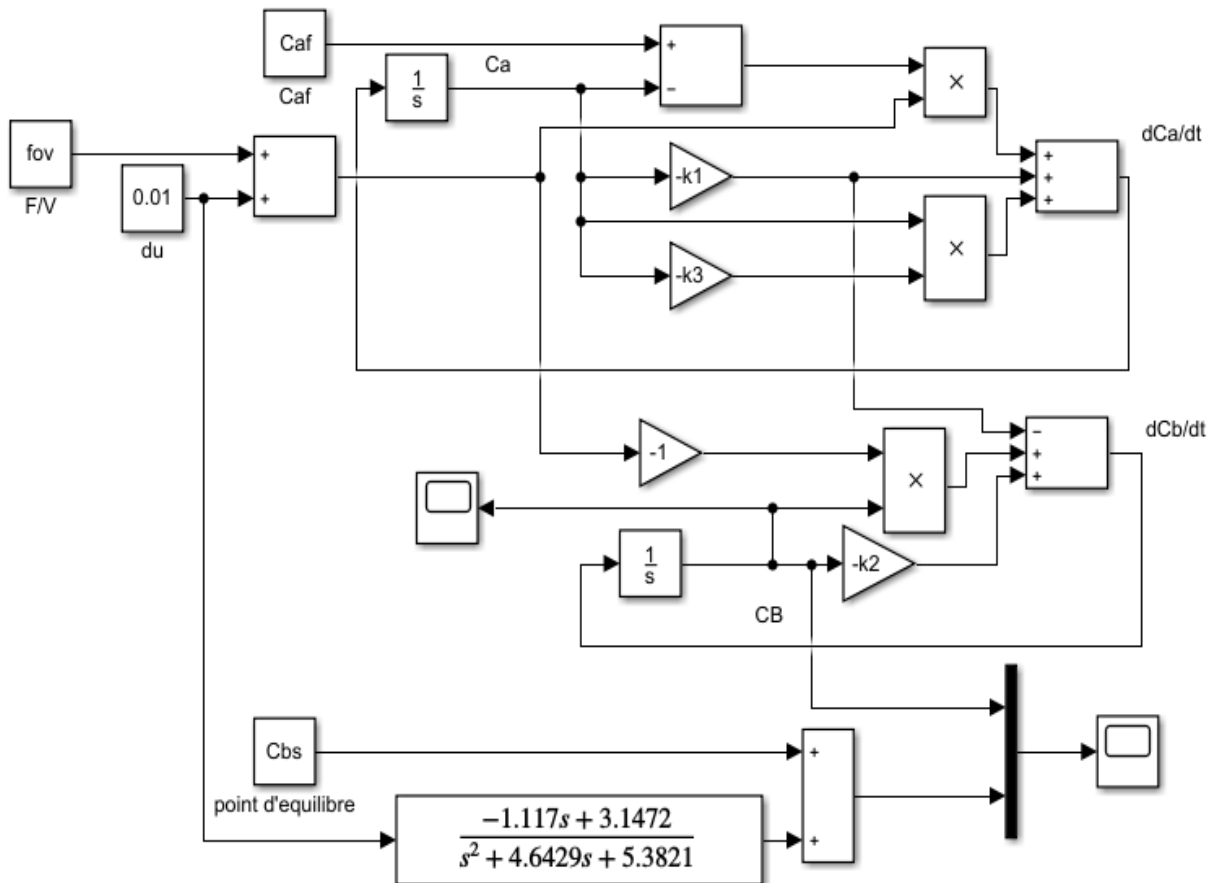 Caf
Caf
+
−
1
s
Ca
×
dCa/dt
fov
F/V
+
+
0.01
du
-k1
+
+
+
×
-k3
-1
×
−
+
+
dCb/dt
1
s
-k2
CB
Cbs
point d'equilibre
+
+
−1.117s + 3.1472
s² + 4.6429s + 5.3821